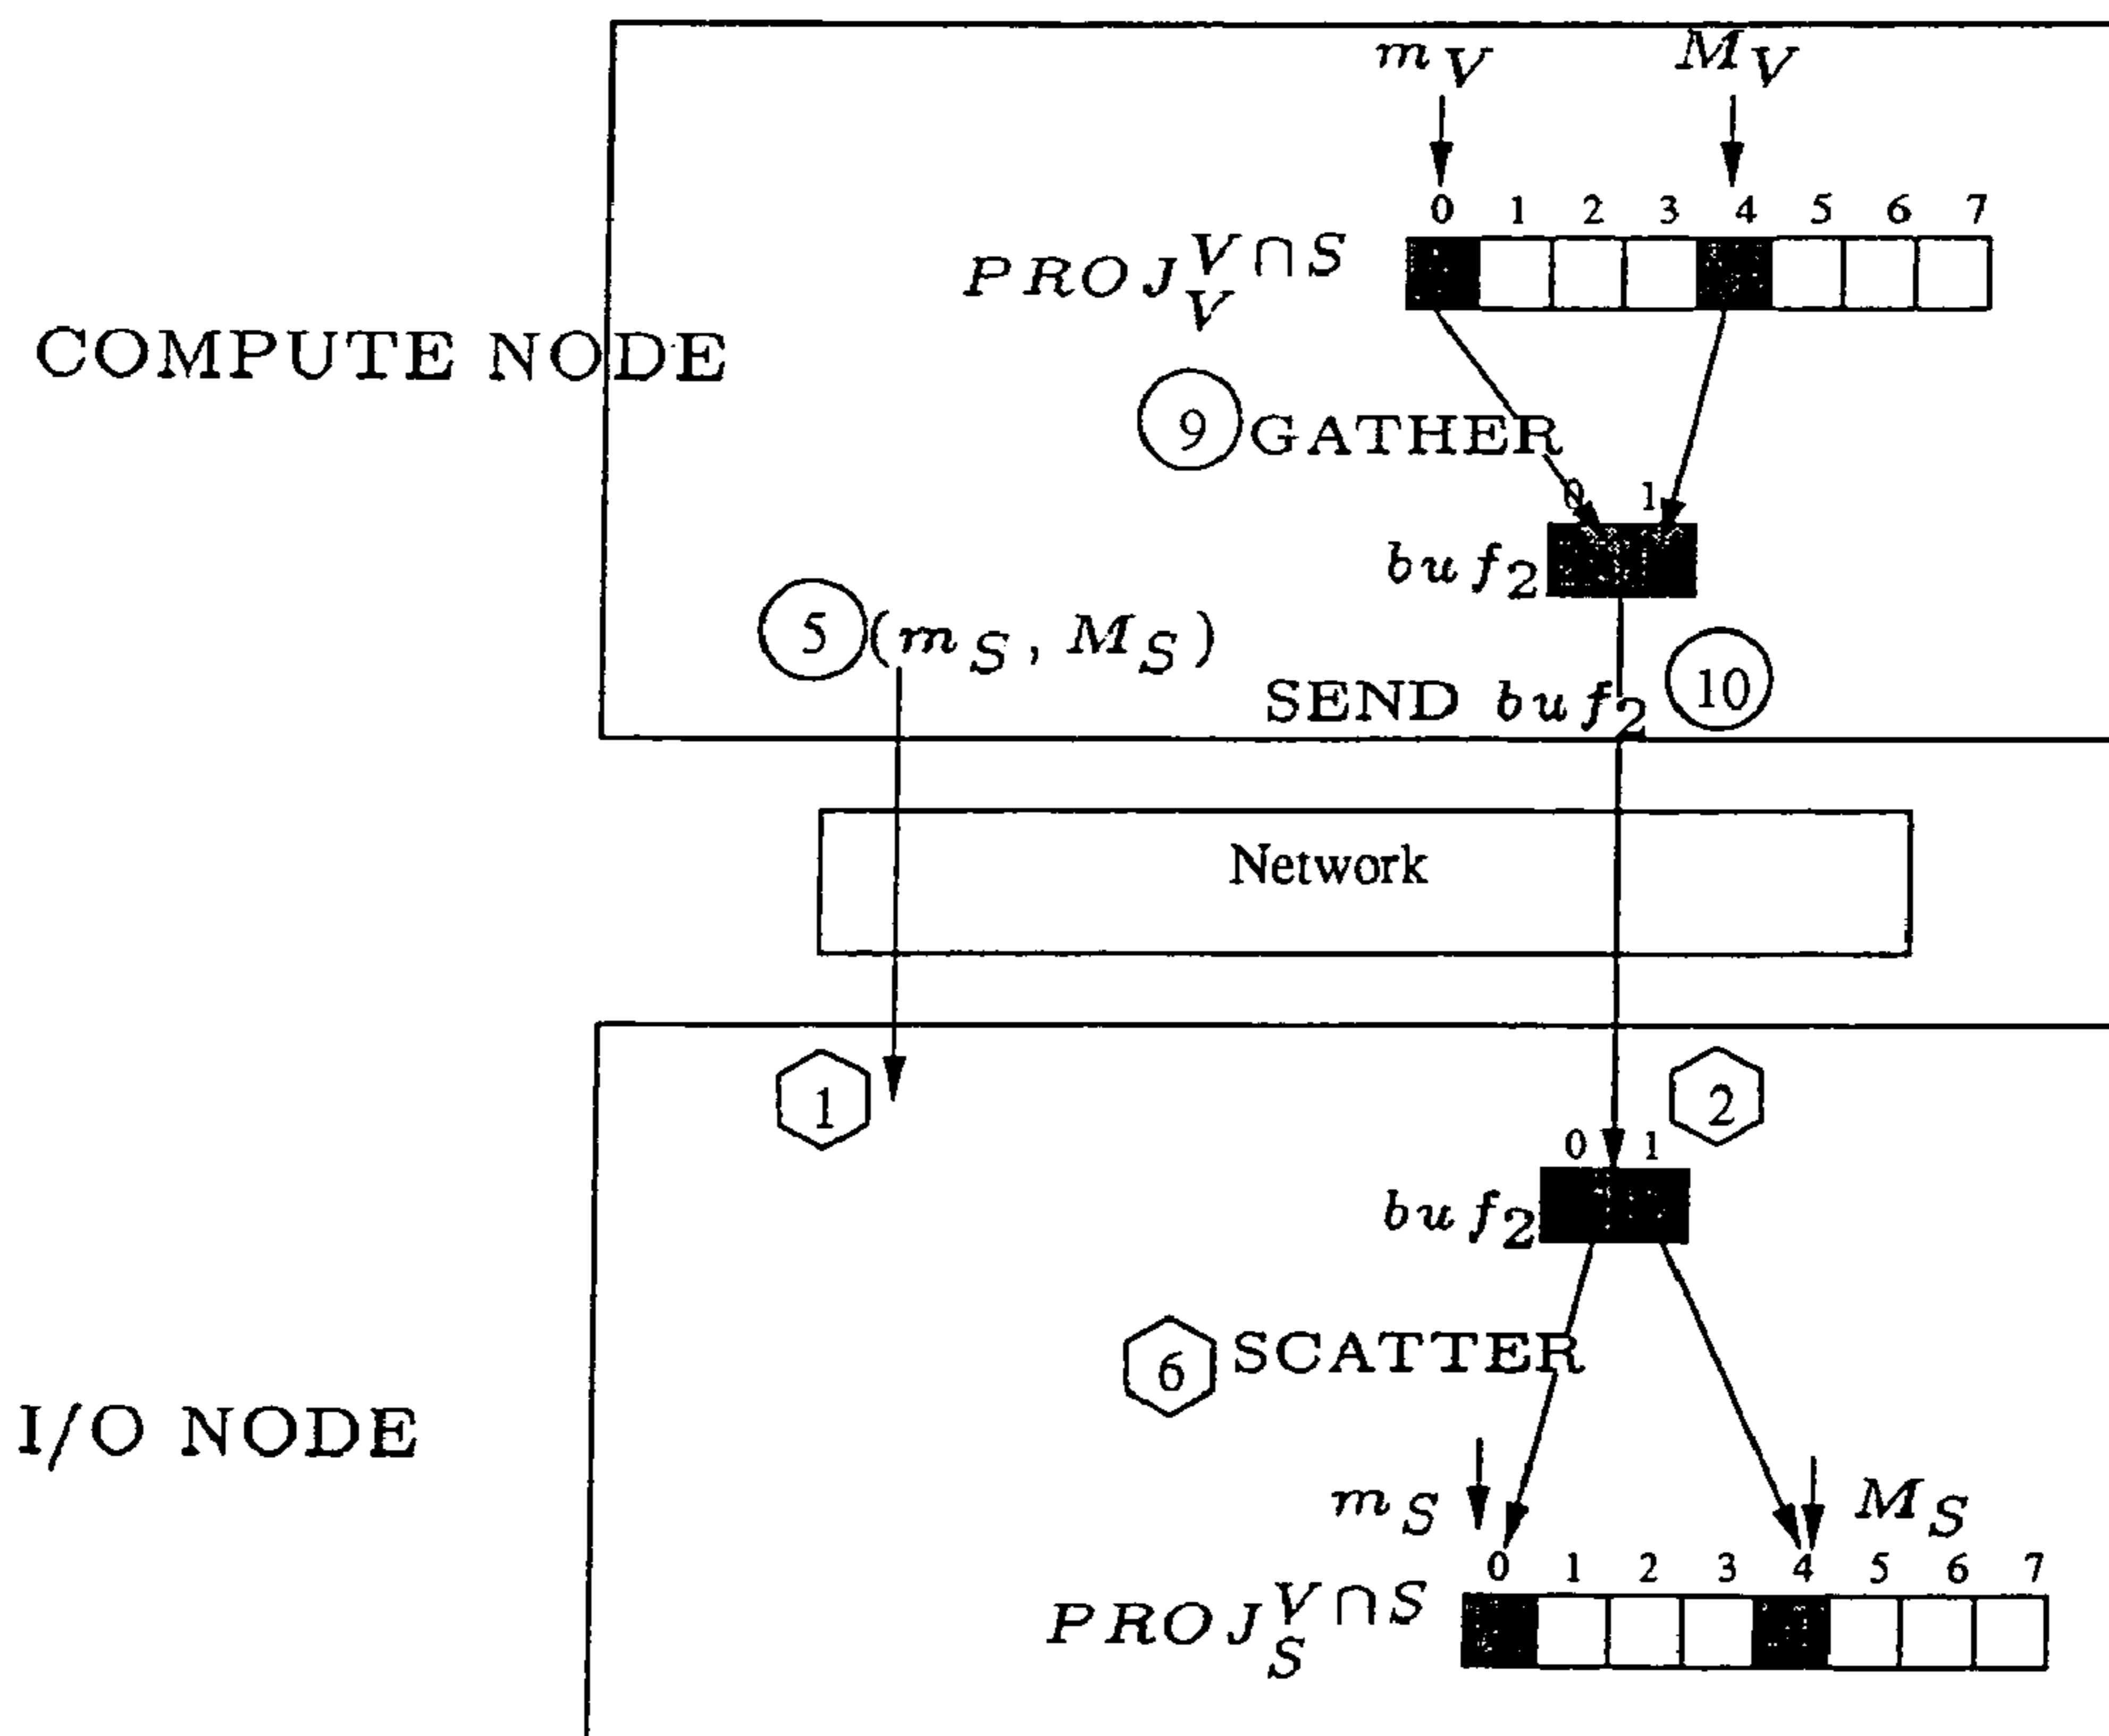 m_V M_V
0 1 2 3 4 5 6 7
PROJ_V^{V∩S}
COMPUTE NODE
9 GATHER
0 1
buf_2
5 (m_S, M_S)
SEND buf_2 10
Network
1 2
0 1
buf_2
6 SCATTER
I/O NODE
m_S M_S
0 1 2 3 4 5 6 7
PROJ_S^{V∩S}